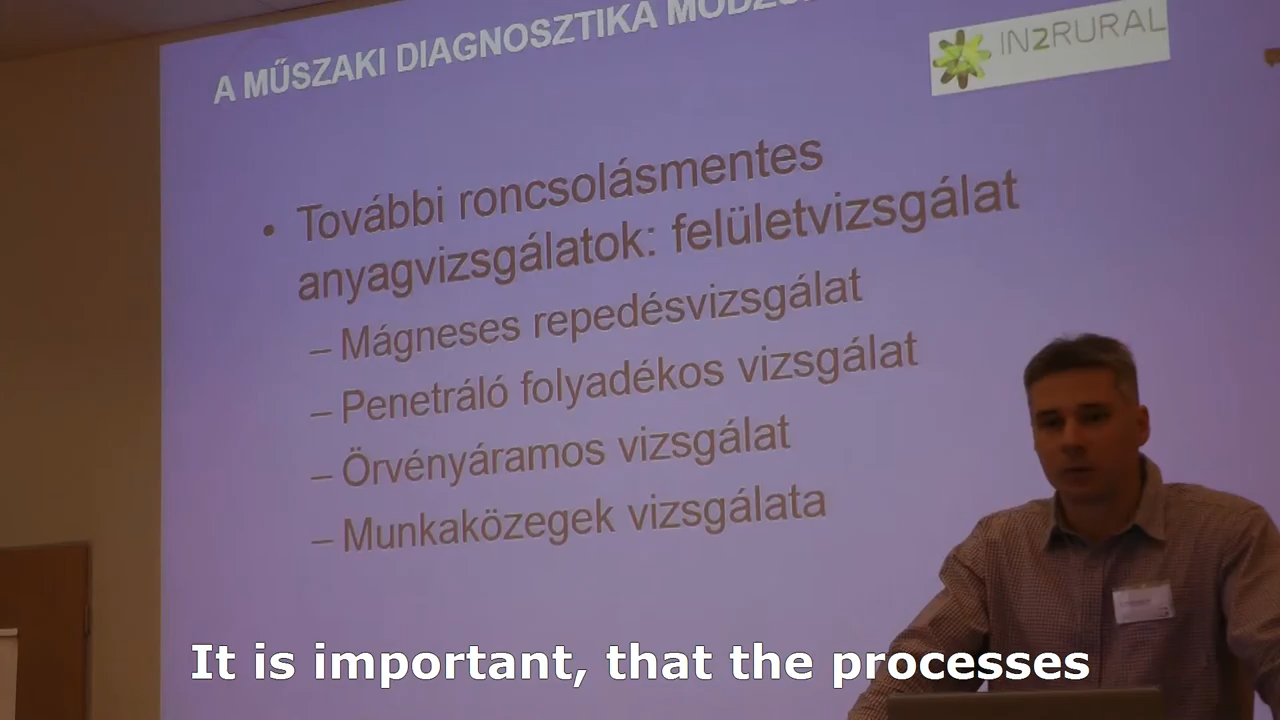 A MŰSZAKI DIAGNOSZTIKA
IN2RURAL
• További roncsolásmentes
anyagvizsgálatok: felületvizsgálat
– Mágneses repedésvizsgálat
– Penetráló folyadékos vizsgálat
– Örvényáramos vizsgálat
– Munkaközegek vizsgálata
It is important, that the processes